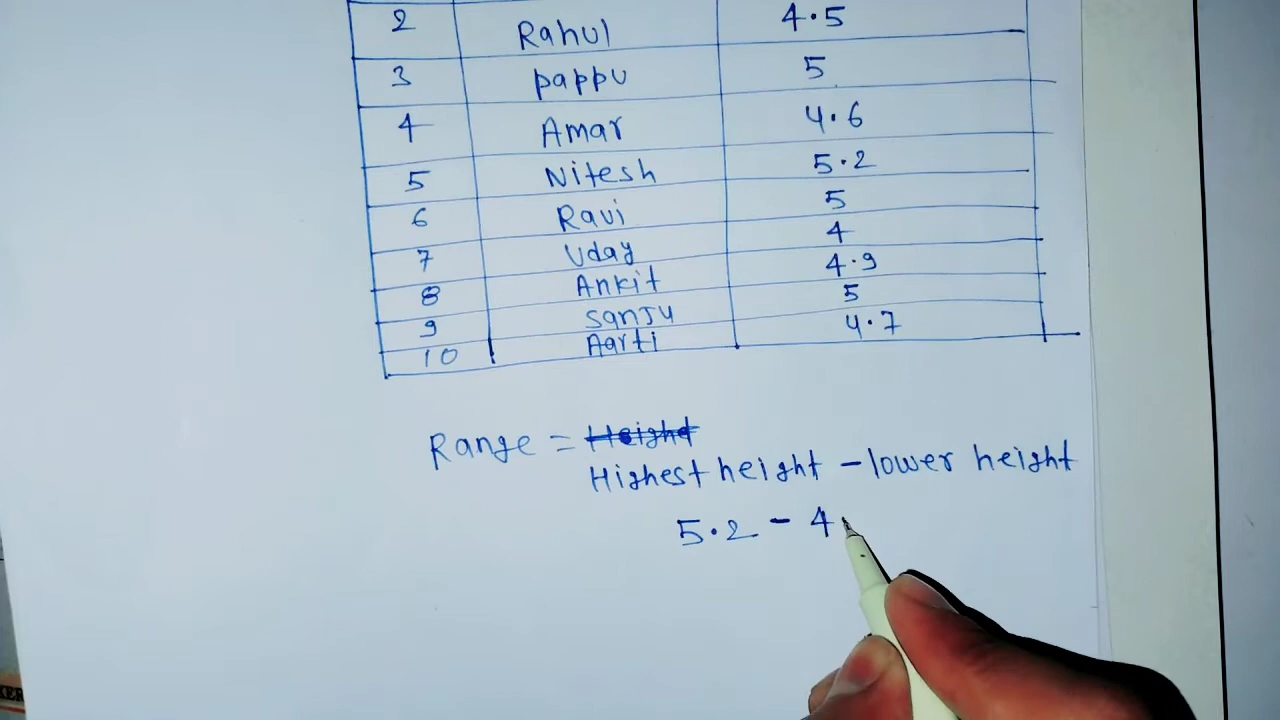 2 Rahul 4.5
3 pappu 5
4 Amar 4.6
5 Nitesh 5.2
6 Ravi 5
7 Uday 4
8 Ankit 4.9
9 Sanju 5
10 Aarti 4.7
Range = Height
Highest height - lower height
5.2 - 4
KER